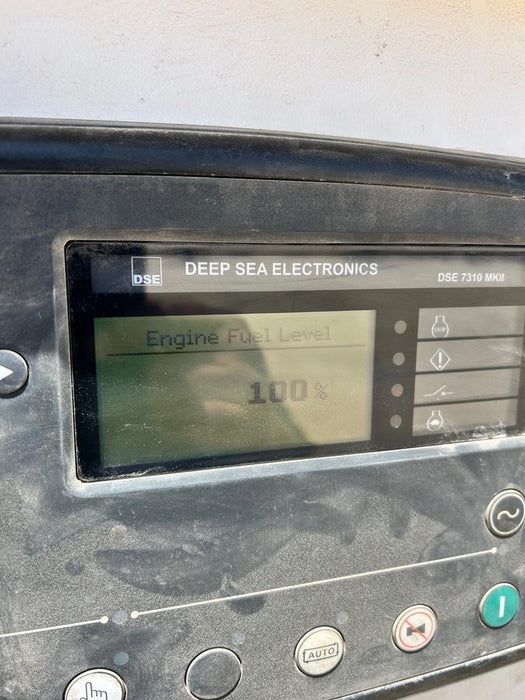 DSE
DEEP SEA ELECTRONICS
DSE 7310 MKII
Engine Fuel Level
100%
AUTO